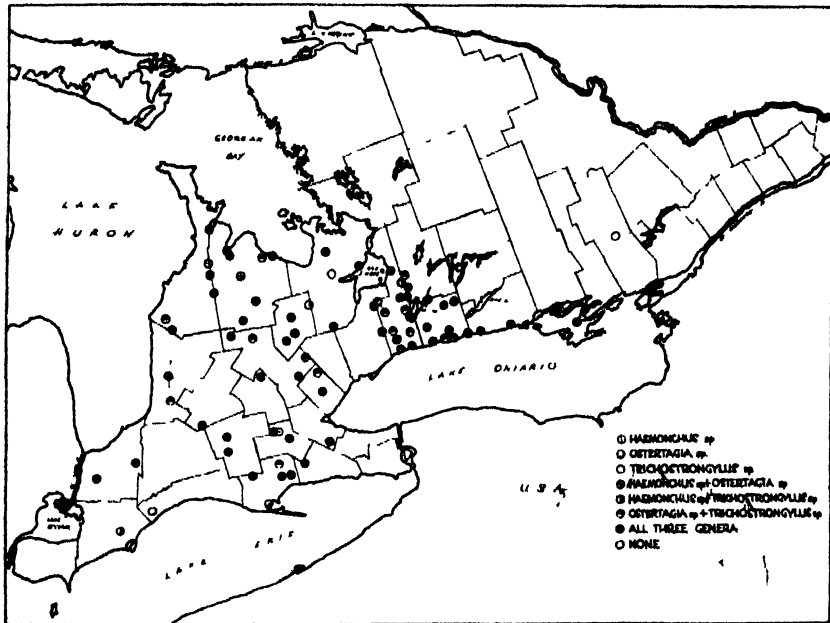 GEORGIAN
BAY
LAKE
HURON
LAKE ONTARIO
U S A
LAKE ERIE
HAEMONCHUS sp
OSTERTAGIA sp
TRICHOSTRONGYLUS sp
HAEMONCHUS sp + OSTERTAGIA sp
HAEMONCHUS sp + TRICHOSTRONGYLUS sp
OSTERTAGIA sp + TRICHOSTRONGYLUS sp
ALL THREE GENERA
NONE